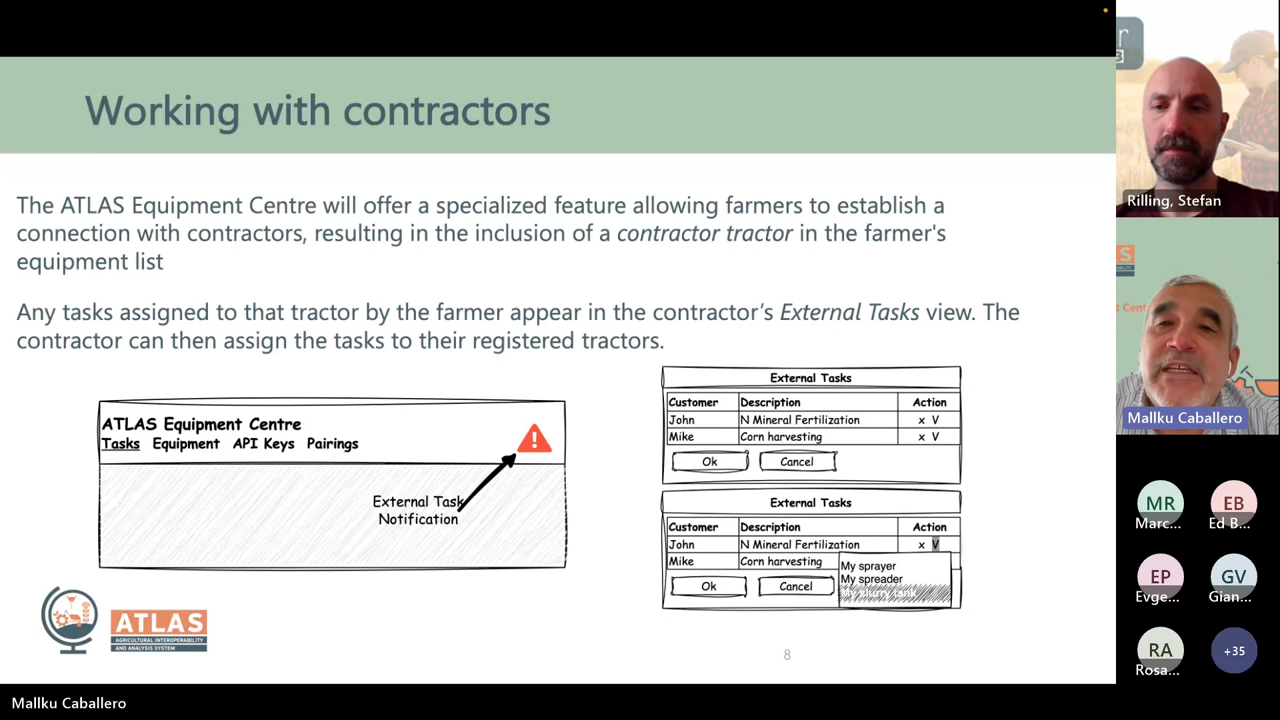 Working with contractors
The ATLAS Equipment Centre will offer a specialized feature allowing farmers to establish a
connection with contractors, resulting in the inclusion of a contractor tractor in the farmer's
equipment list
Any tasks assigned to that tractor by the farmer appear in the contractor’s External Tasks view. The
contractor can then assign the tasks to their registered tractors.
ATLAS Equipment Centre
Tasks Equipment API Keys Pairings
External Task
Notification
External Tasks
Customer Description Action
John N Mineral Fertilization x V
Mike Corn harvesting x V
Ok Cancel
External Tasks
Customer Description Action
John N Mineral Fertilization x V
Mike Corn harvesting
My sprayer
My spreader
My slurry tank
Ok Cancel
ATLAS
AGRICULTURAL INTEROPERABILITY
AND ANALYSIS SYSTEM
8
Mallku Caballero
Rilling, Stefan
Mallku Caballero
MR EB
Marc... Ed B...
EP GV
Evge... Gian...
RA +35
Rosa...